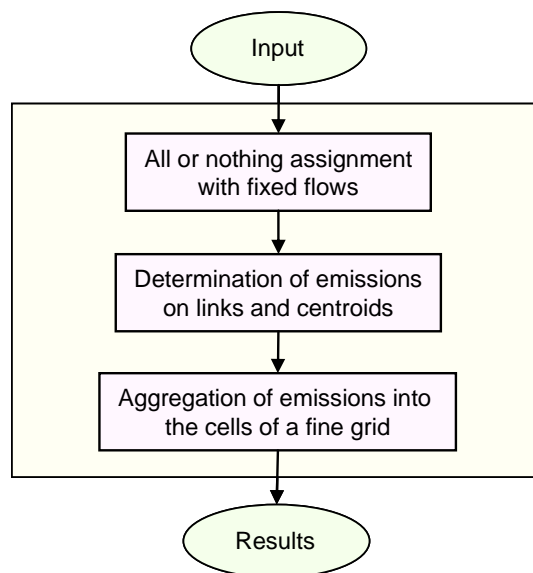 Input
All or nothing assignment
with fixed flows
Determination of emissions
on links and centroids
Aggregation of emissions into
the cells of a fine grid
Results